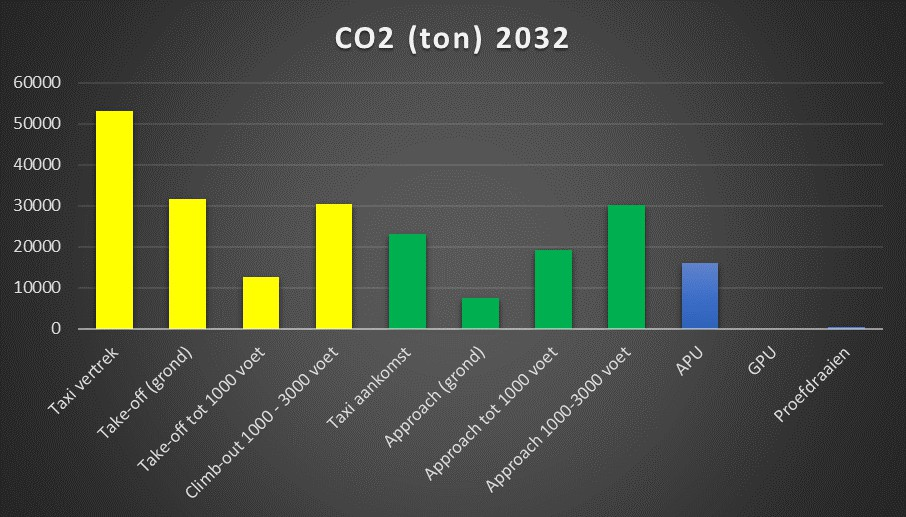 CO2 (ton) 2032
60000
50000
40000
30000
20000
10000
0
Taxi vertrek
Take-off (grond)
Take-off tot 1000 voet
Climb-out 1000 - 3000 voet
Taxi aankomst
Approach (grond)
Approach tot 1000 voet
Approach 1000-3000 voet
APU
GPU
Proefdraaien